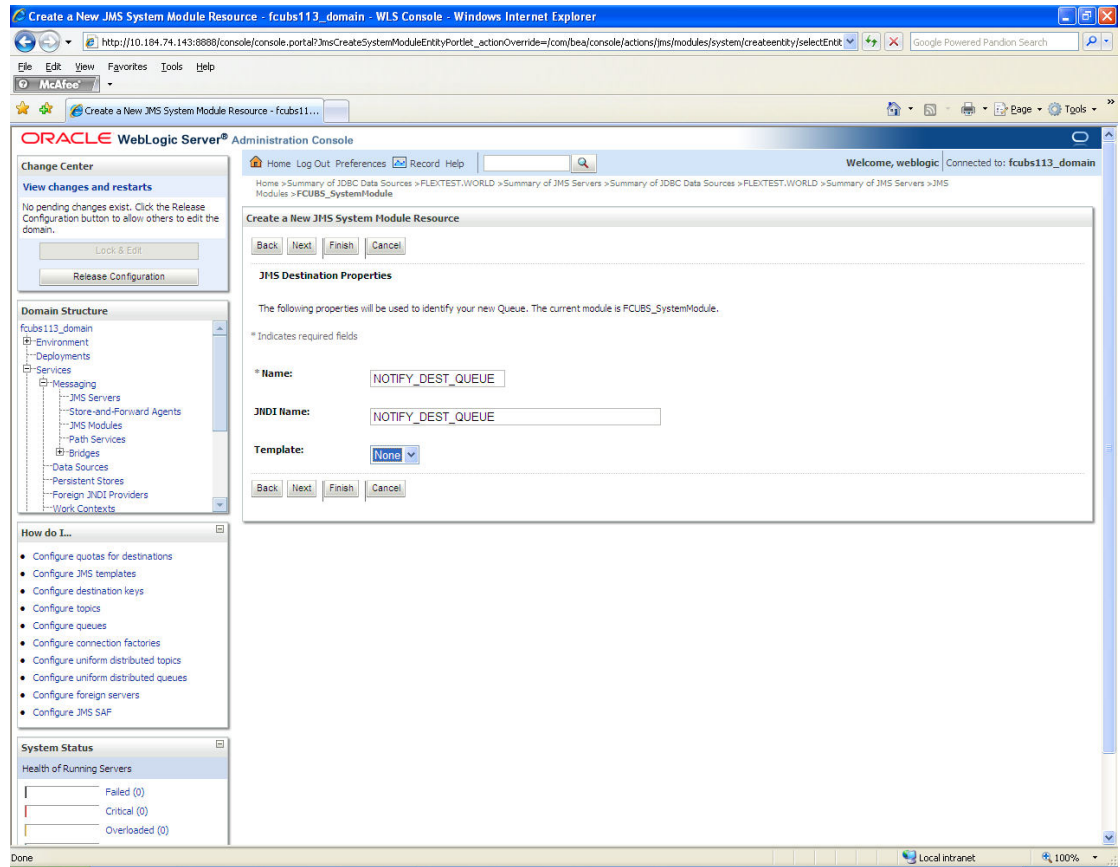 Create a New JMS System Module Resource - fcubs113_domain - WLS Console - Windows Internet Explorer
http://10.184.74.143:8888/console/console.portal?JmsCreateSystemModuleEntityPortlet_actionOverride=/com/bea/console/actions/jms/modules/system/createentity/selectEntit
Google Powered Pandion Search
File Edit View Favorites Tools Help
McAfee
Create a New JMS System Module Resource - fcubs11...
Page Tools »
ORACLE WebLogic Server® Administration Console
Change Center
View changes and restarts
No pending changes exist. Click the Release
Configuration button to allow others to edit the
domain.
Lock & Edit
Release Configuration
Domain Structure
fcubs113_domain
Environment
Deployments
Services
Messaging
JMS Servers
Store-and-Forward Agents
JMS Modules
Path Services
Bridges
Data Sources
Persistent Stores
Foreign JNDI Providers
Work Contexts
How do I...
Configure quotas for destinations
Configure JMS templates
Configure destination keys
Configure topics
Configure queues
Configure connection factories
Configure uniform distributed topics
Configure uniform distributed queues
Configure foreign servers
Configure JMS SAF
System Status
Health of Running Servers
Failed (0)
Critical (0)
Overloaded (0)
Home Log Out Preferences Record Help
Welcome, weblogic Connected to: fcubs113_domain
Home >Summary of JDBC Data Sources >FLEXTEST.WORLD >Summary of JMS Servers >Summary of JDBC Data Sources >FLEXTEST.WORLD >Summary of JMS Servers >JMS
Modules >FCUBS_SystemModule
Create a New JMS System Module Resource
Back Next Finish Cancel
JMS Destination Properties
The following properties will be used to identify your new Queue. The current module is FCUBS_SystemModule.
* Indicates required fields
* Name: NOTIFY_DEST_QUEUE
JNDI Name: NOTIFY_DEST_QUEUE
Template: None
Back Next Finish Cancel
Done
Local intranet
100%